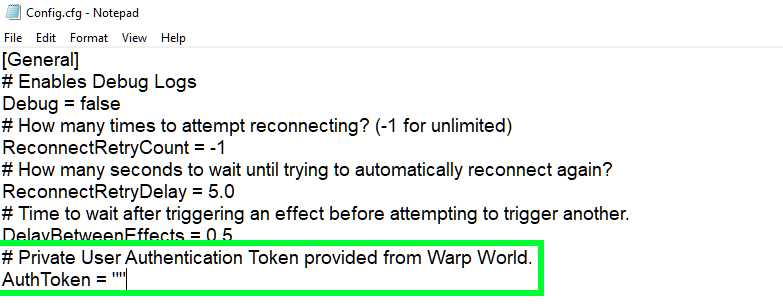 Config.cfg - Notepad
File Edit Format View Help
[General]
# Enables Debug Logs
Debug = false
# How many times to attempt reconnecting? (-1 for unlimited)
ReconnectRetryCount = -1
# How many seconds to wait until trying to automatically reconnect again?
ReconnectRetryDelay = 5.0
# Time to wait after triggering an effect before attempting to trigger another.
DelayBetweenEffects = 0.5
# Private User Authentication Token provided from Warp World.
AuthToken = ""